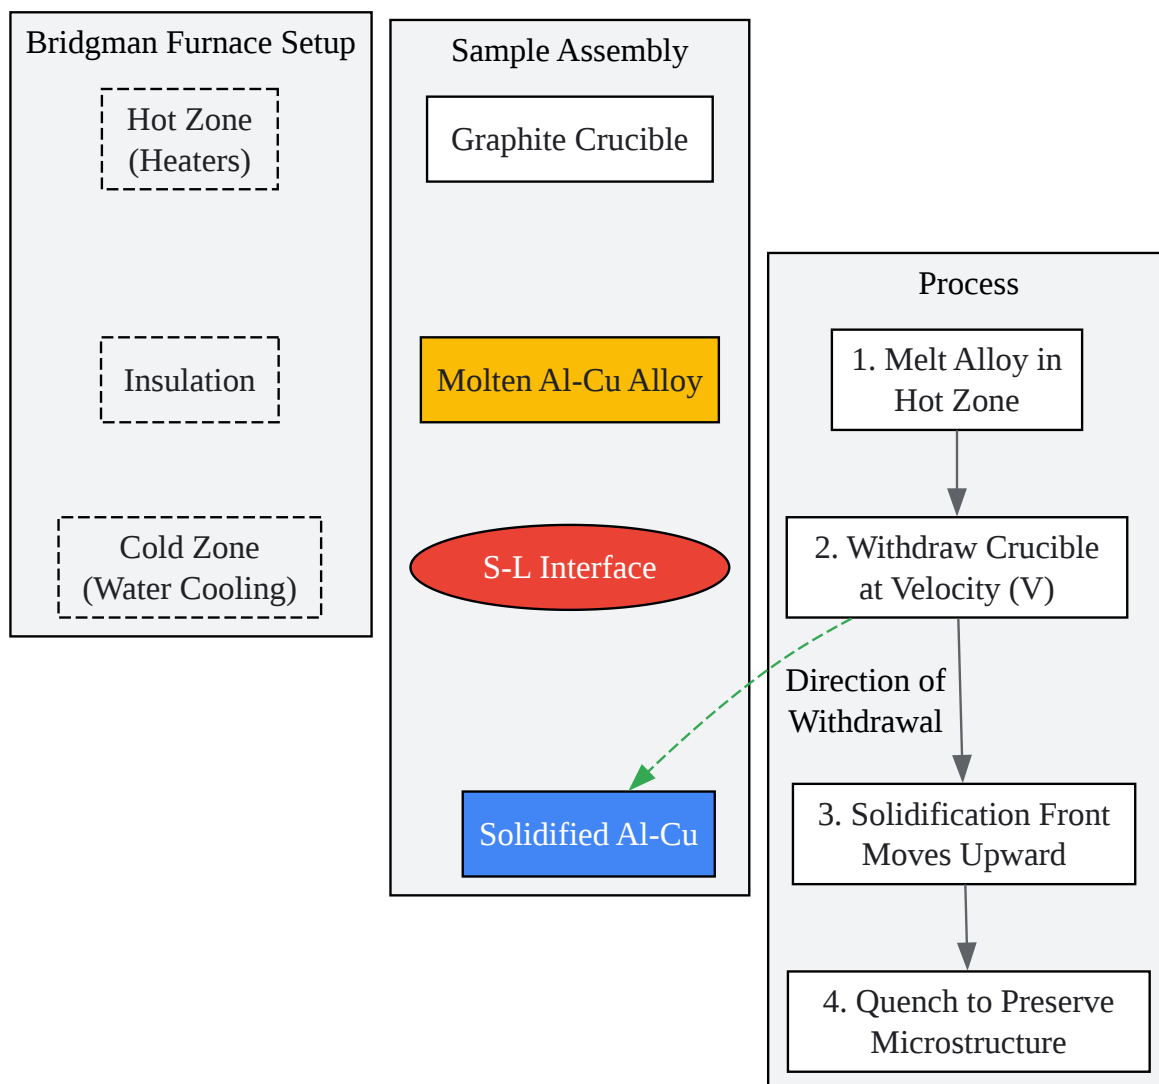 Bridgman Furnace Setup
Hot Zone
(Heaters)
Insulation
Cold Zone
(Water Cooling)
Sample Assembly
Graphite Crucible
Molten Al-Cu Alloy
S-L Interface
Solidified Al-Cu
Process
1. Melt Alloy in
Hot Zone
2. Withdraw Crucible
at Velocity (V)
Direction of
Withdrawal
3. Solidification Front
Moves Upward
4. Quench to Preserve
Microstructure